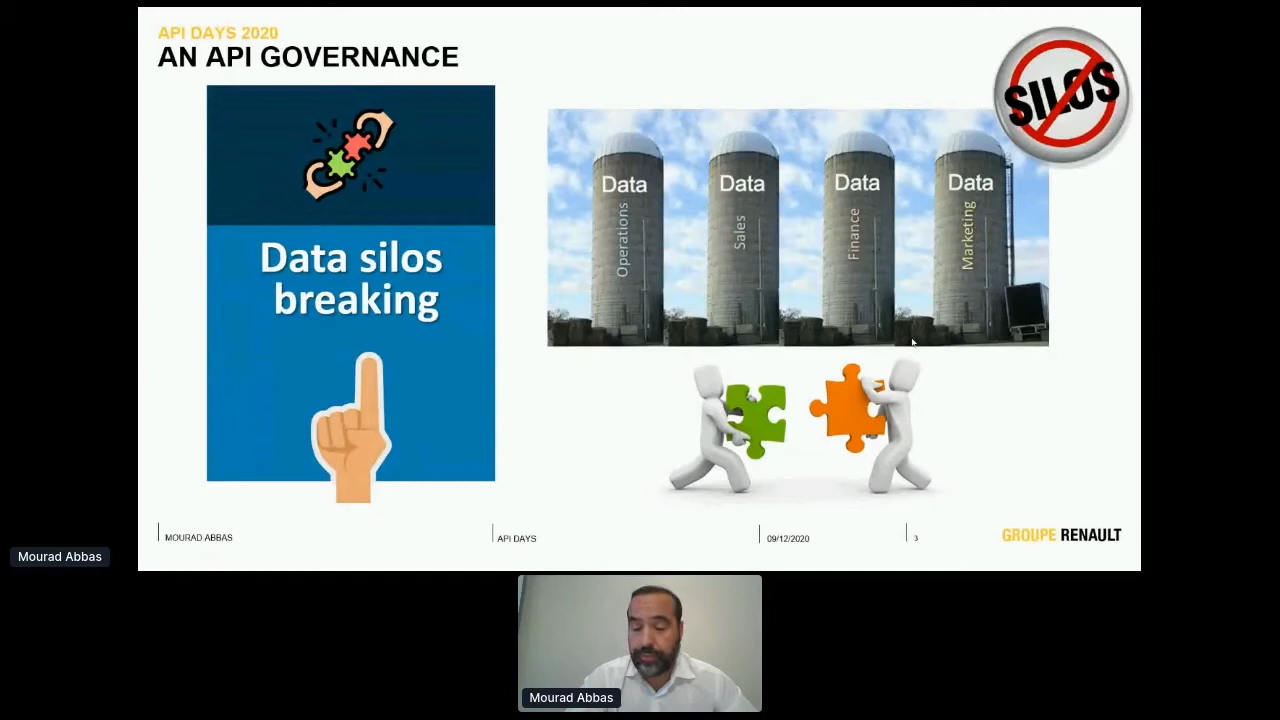 API DAYS 2020
AN API GOVERNANCE
SILOS
Data silos
breaking
Data
Operations
Data
Sales
Data
Finance
Data
Marketing
MOURAD ABBAS
API DAYS
09/12/2020
3
GROUPE RENAULT
Mourad Abbas
Mourad Abbas